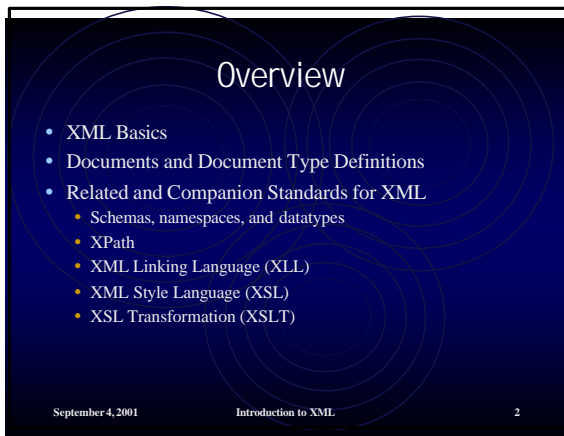 Overview
• XML Basics
• Documents and Document Type Definitions
• Related and Companion Standards for XML
• Schemas, namespaces, and datatypes
• XPath
• XML Linking Language (XLL)
• XML Style Language (XSL)
• XSL Transformation (XSLT)
September 4, 2001 Introduction to XML 2